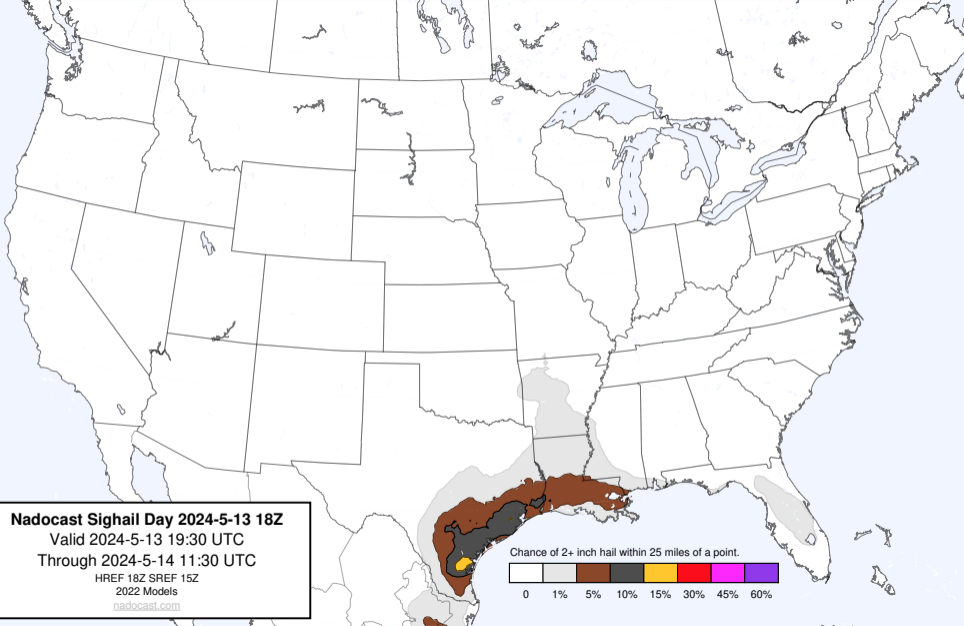 Nadocast Sighail Day 2024-5-13 18Z
Valid 2024-5-13 19:30 UTC
Through 2024-5-14 11:30 UTC
HREF 18Z SREF 15Z
2022 Models
nadocast.com
Chance of 2+ inch hail within 25 miles of a point.
0 1% 5% 10% 15% 30% 45% 60%